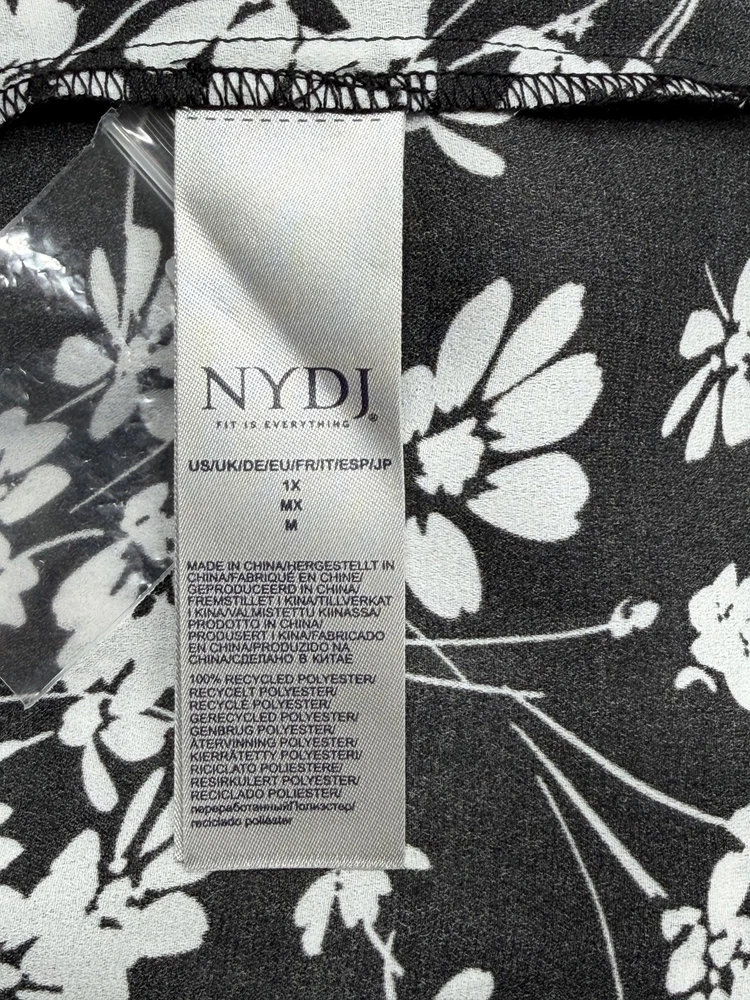 NYDJ®
FIT IS EVERYTHING
US/UK/DE/EU/FR/IT/ESP/JP
1X
MX
M
MADE IN CHINA/HERGESTELLT IN
CHINA/FABRIQUÉ EN CHINE/
GEPRODUCEERD IN CHINA/
FREMSTILLET I KINA/TILLVERKAT
I KINA/VALMISTETTU KIINASSA/
PRODOTTO IN CHINA/
PRODUSERT I KINA/FABRICADO
EN CHINA/PRODUZIDO NA
CHINA/СДЕЛАНО В КИТАЕ
100% RECYCLED POLYESTER/
RECYCELT POLYESTER/
RECYCLÉ POLYESTER/
GERECYCLED POLYESTER/
GENBRUG POLYESTER/
ÅTERVINNING POLYESTER/
KIERRÄTETTY POLYESTERI/
RICICLATO POLIESTERE/
RESIRKULERT POLYESTER/
RECICLADO POLIESTER/
переработанныйПолиэстер/
reciclado poliéster